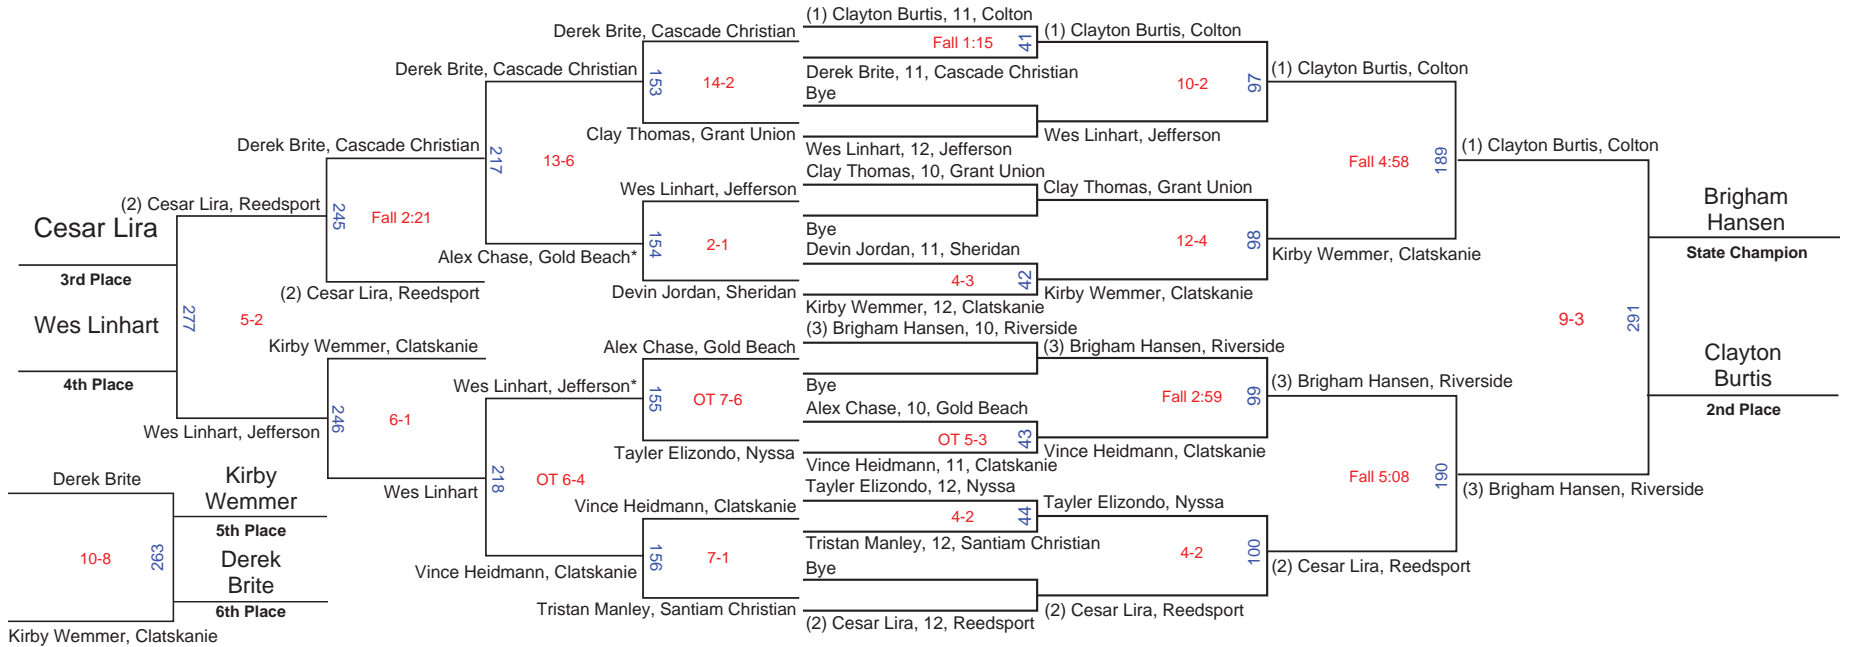 (1) Clayton Burtis, 11, Colton
Fall 1:15
41
Derek Brite, 11, Cascade Christian
Bye
Wes Linhart, 12, Jefferson
Clay Thomas, 10, Grant Union
Bye
Devin Jordan, 11, Sheridan
4-3
42
Kirby Wemmer, 12, Clatskanie
(3) Brigham Hansen, 10, Riverside
Bye
Alex Chase, 10, Gold Beach
OT 5-3
43
Vince Heidmann, 11, Clatskanie
Tayler Elizondo, 12, Nyssa
4-2
44
Tristan Manley, 12, Santiam Christian
Bye
(2) Cesar Lira, 12, Reedsport
(1) Clayton Burtis, Colton
10-2
97
Wes Linhart, Jefferson
Clay Thomas, Grant Union
12-4
98
Kirby Wemmer, Clatskanie
(3) Brigham Hansen, Riverside
Fall 2:59
99
Vince Heidmann, Clatskanie
Tayler Elizondo, Nyssa
4-2
100
(2) Cesar Lira, Reedsport
(1) Clayton Burtis, Colton
Fall 4:58
189
Kirby Wemmer, Clatskanie
(3) Brigham Hansen, Riverside
Fall 5:08
190
(2) Cesar Lira, Reedsport
(1) Clayton Burtis, Colton
9-3
291
(3) Brigham Hansen, Riverside
Brigham
Hansen
State Champion
Clayton
Burtis
2nd Place
Derek Brite, Cascade Christian
153
14-2
Clay Thomas, Grant Union
Wes Linhart, Jefferson
154
2-1
Devin Jordan, Sheridan
Alex Chase, Gold Beach
155
OT 7-6
Tayler Elizondo, Nyssa
Vince Heidmann, Clatskanie
156
7-1
Tristan Manley, Santiam Christian
Derek Brite, Cascade Christian
217
13-6
Alex Chase, Gold Beach*
Wes Linhart, Jefferson*
218
OT 6-4
Vince Heidmann, Clatskanie
Derek Brite, Cascade Christian
245
Fall 2:21
(2) Cesar Lira, Reedsport
Kirby Wemmer, Clatskanie
246
6-1
Wes Linhart
(2) Cesar Lira, Reedsport
277
5-2
Wes Linhart, Jefferson
Cesar Lira
3rd Place
Wes Linhart
4th Place
Derek Brite
10-8
263
Kirby Wemmer, Clatskanie
Kirby
Wemmer
5th Place
Derek
Brite
6th Place